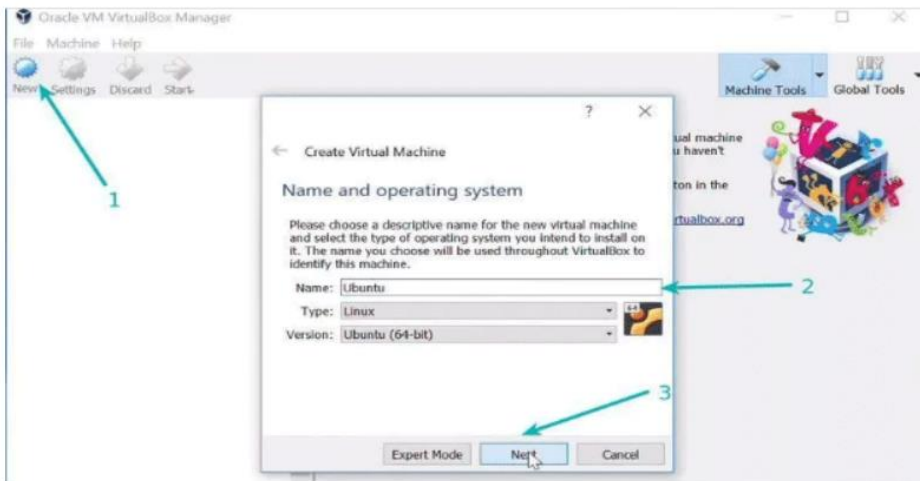 Oracle VM VirtualBox Manager
File Machine Help
New Settings Discard Start
Machine Tools Global Tools
1
? ×
Create Virtual Machine
Name and operating system
Please choose a descriptive name for the new virtual machine
and select the type of operating system you intend to install on
it. The name you choose will be used throughout VirtualBox to
identify this machine.
Name: Ubuntu
2
Type: Linux
64
Version: Ubuntu (64-bit)
3
Expert Mode Next Cancel
ual machine
u haven't
ton in the
rtualbox.org